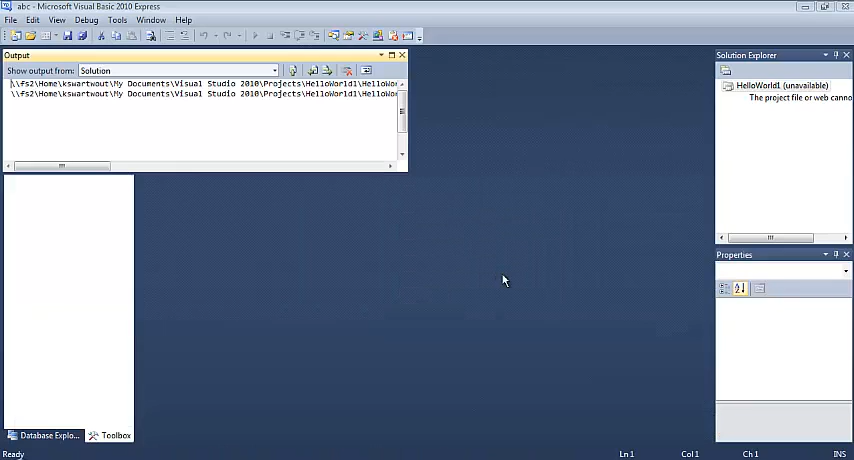 abc - Microsoft Visual Basic 2010 Express
File Edit View Debug Tools Window Help
Output
Show output from: Solution
\\fs2\Home\kswartwout\My Documents\Visual Studio 2010\Projects\HelloWorld1\HelloWor
\\fs2\Home\kswartwout\My Documents\Visual Studio 2010\Projects\HelloWorld1\HelloWor
Solution Explorer
HelloWorld1 (unavailable)
The project file or web canno
Properties
Database Explo... Toolbox
Ready Ln 1 Col 1 Ch 1 INS